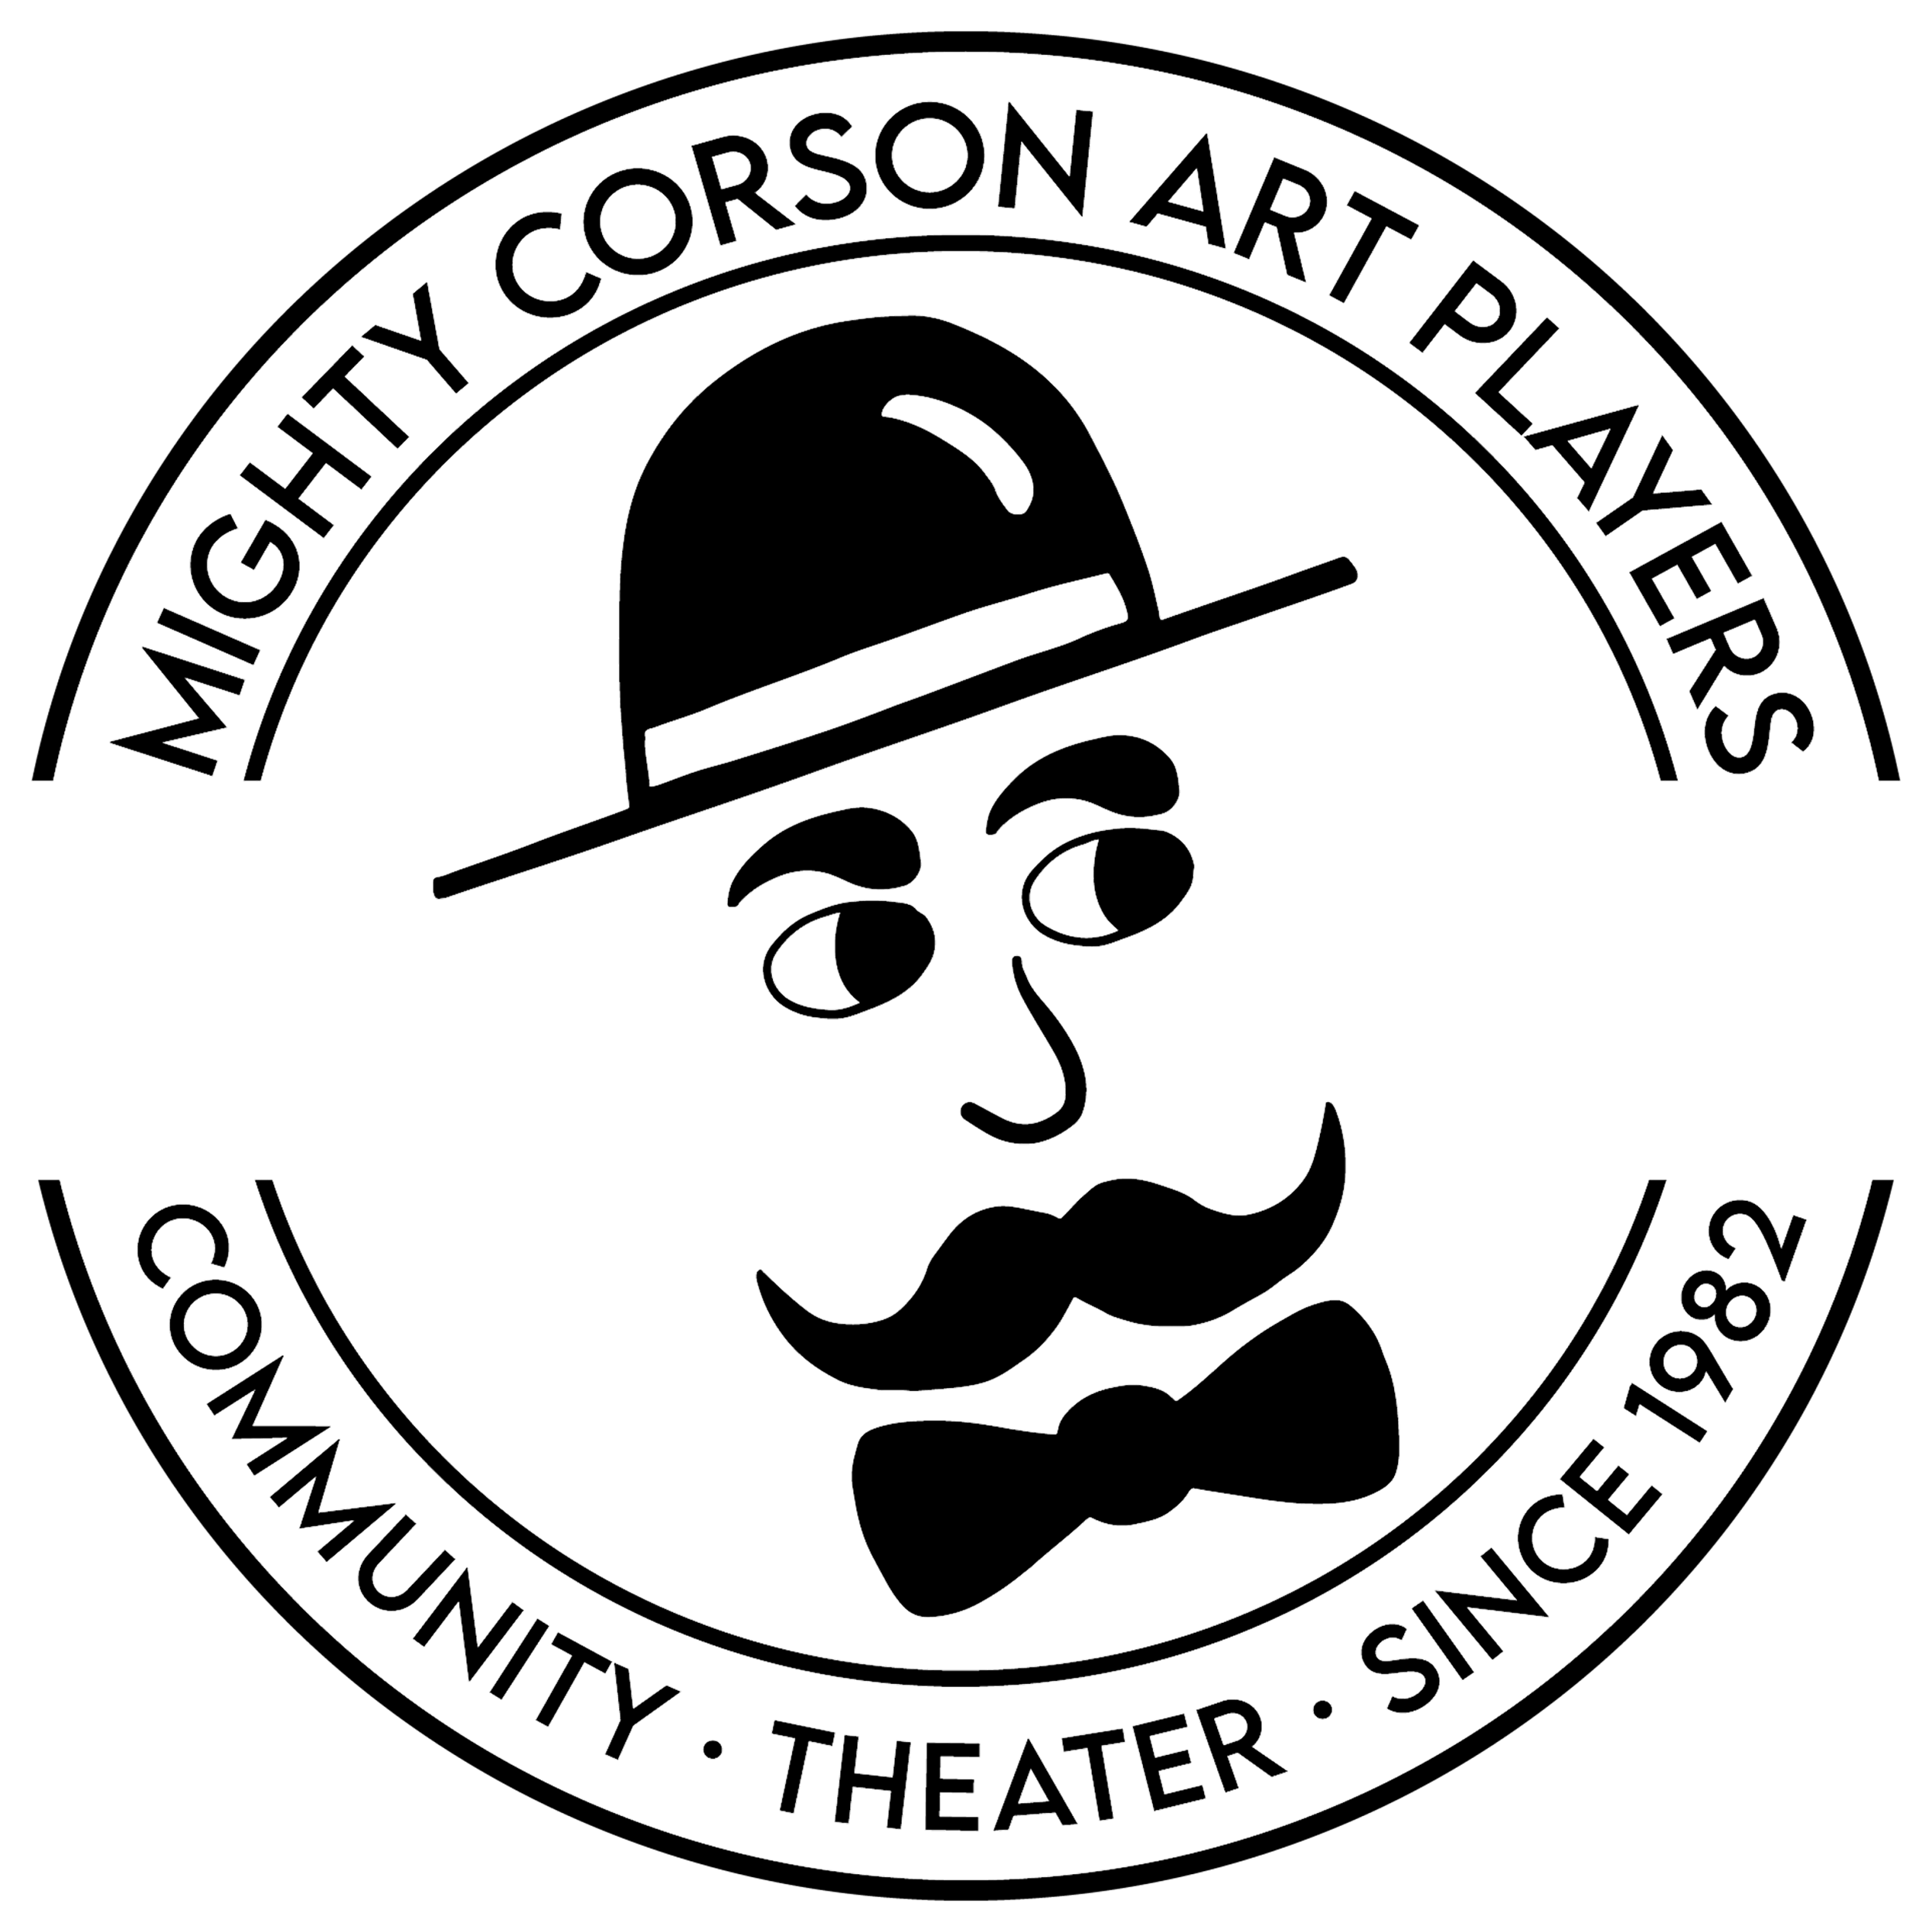 MIGHTY CORSON ART PLAYERS
COMMUNITY · THEATER · SINCE 1982